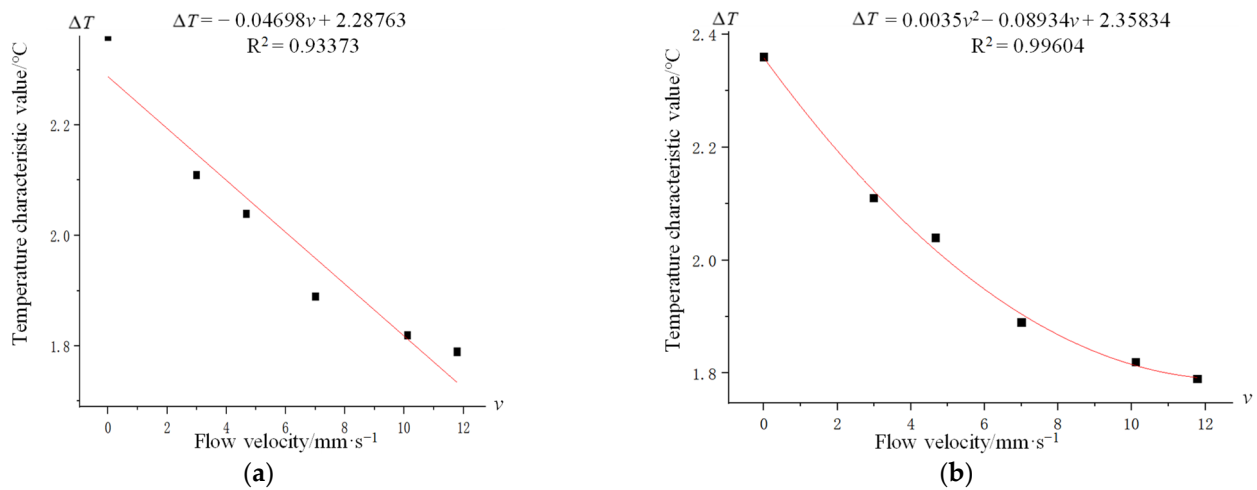 ΔT
ΔT = − 0.04698v + 2.28763
R² = 0.93373
Temperature characteristic value/°C
2.2
2.0
1.8
0 2 4 6 8 10 12
v
Flow velocity/mm·s⁻¹
(a)
ΔT
ΔT = 0.0035v² − 0.08934v + 2.35834
R² = 0.99604
Temperature characteristic value/°C
2.4
2.2
2.0
1.8
0 2 4 6 8 10 12
v
Flow velocity/mm·s⁻¹
(b)